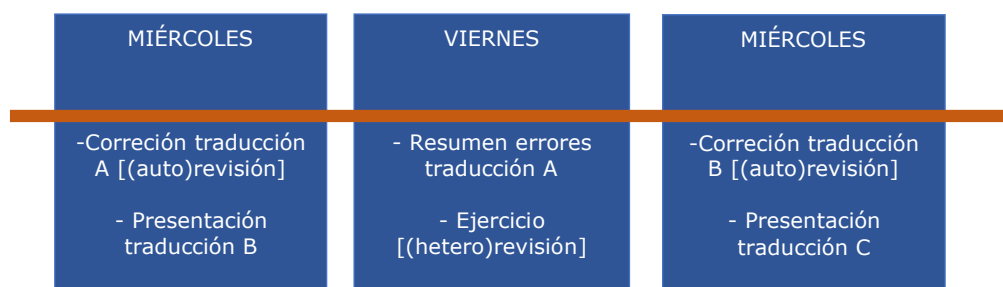 MIÉRCOLES
-Correción traducción
A [(auto)revisión]
- Presentación
traducción B
VIERNES
- Resumen errores
traducción A
- Ejercicio
[(hetero)revisión]
MIÉRCOLES
-Correción traducción
B [(auto)revisión]
- Presentación
traducción C